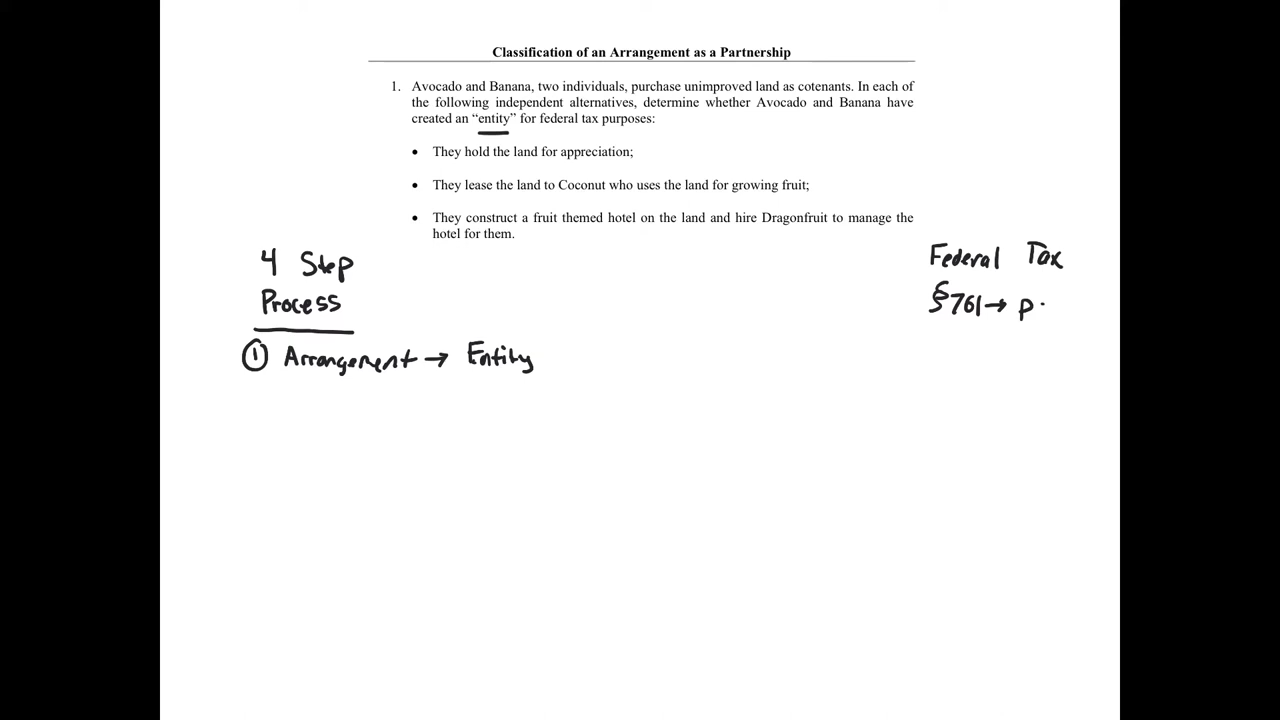 Classification of an Arrangement as a Partnership
1. Avocado and Banana, two individuals, purchase unimproved land as cotenants. In each of
the following independent alternatives, determine whether Avocado and Banana have
created an “entity” for federal tax purposes:
• They hold the land for appreciation;
• They lease the land to Coconut who uses the land for growing fruit;
• They construct a fruit themed hotel on the land and hire Dragonfruit to manage the
hotel for them.
4 Step
Process
① Arrangement → Entity
Federal Tax
§761 → p.